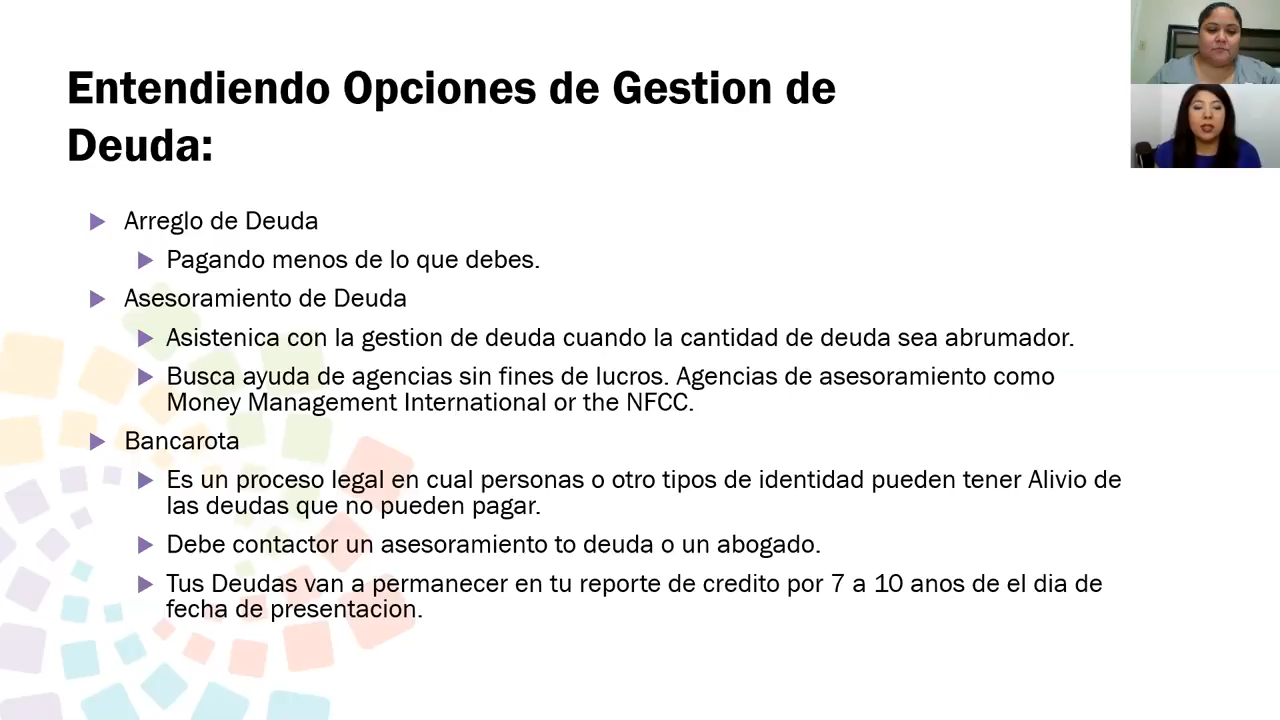 Entendiendo Opciones de Gestion de
Deuda:
Arreglo de Deuda
Pagando menos de lo que debes.
Asesoramiento de Deuda
Asistenica con la gestion de deuda cuando la cantidad de deuda sea abrumador.
Busca ayuda de agencias sin fines de lucros. Agencias de asesoramiento como
Money Management International or the NFCC.
Bancarota
Es un proceso legal en cual personas o otro tipos de identidad pueden tener Alivio de
las deudas que no pueden pagar.
Debe contactor un asesoramiento to deuda o un abogado.
Tus Deudas van a permanecer en tu reporte de credito por 7 a 10 anos de el dia de
fecha de presentacion.